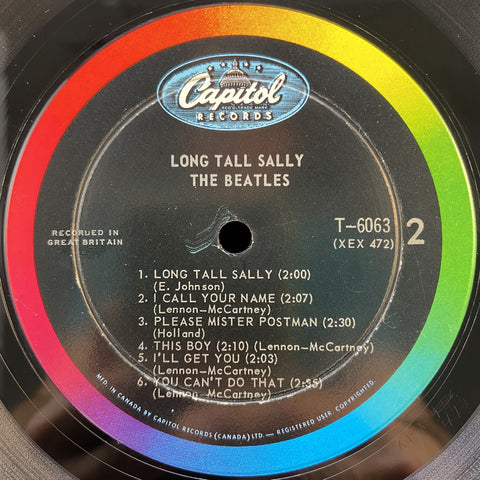 Capitol
REG. TRADE MARK
RECORDS
LONG TALL SALLY
THE BEATLES
RECORDED IN
GREAT BRITAIN
T-6063
(XEX 472)
2
1. LONG TALL SALLY (2:00)
(E. Johnson)
2. I CALL YOUR NAME (2:07)
(Lennon-McCartney)
3. PLEASE MISTER POSTMAN (2:30)
(Holland)
4. THIS BOY (2:10) (Lennon-McCartney)
5. I'LL GET YOU (2:03)
(Lennon-McCartney)
6. YOU CAN'T DO THAT (2:35)
(Lennon-McCartney)
MFD. IN CANADA BY CAPITOL RECORDS (CANADA) LTD. — REGISTERED USER. COPYRIGHTED.